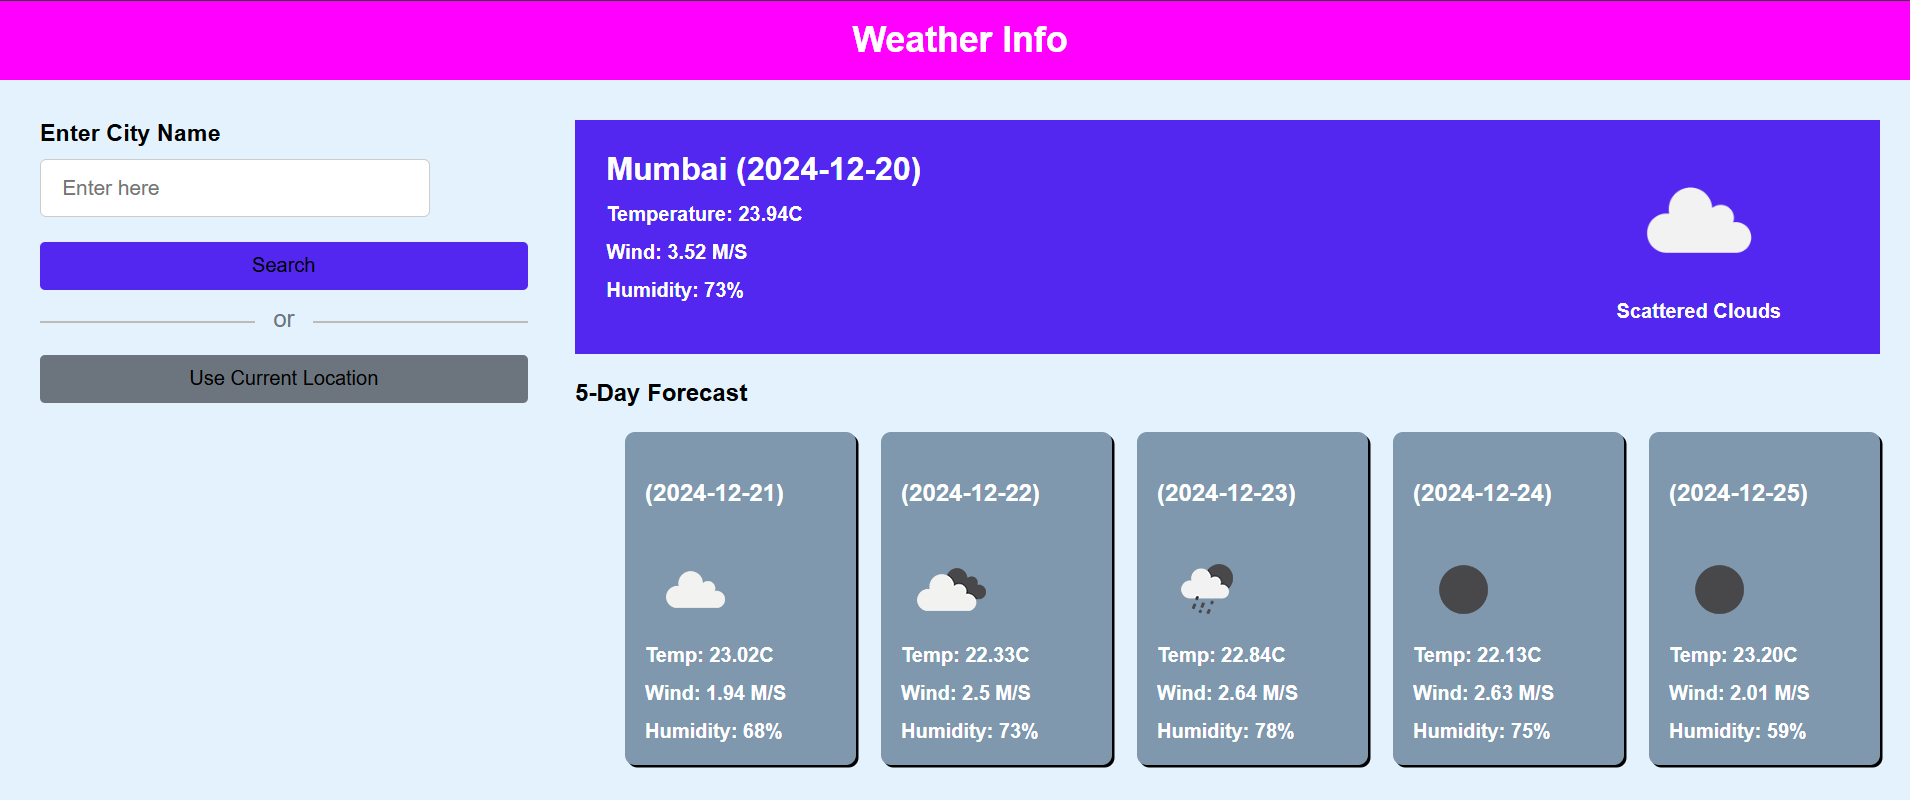 Weather Info
Enter City Name
Enter here
Search
or
Use Current Location
Mumbai (2024-12-20)
Temperature: 23.94C
Wind: 3.52 M/S
Humidity: 73%
Scattered Clouds
5-Day Forecast
(2024-12-21)
Temp: 23.02C
Wind: 1.94 M/S
Humidity: 68%
(2024-12-22)
Temp: 22.33C
Wind: 2.5 M/S
Humidity: 73%
(2024-12-23)
Temp: 22.84C
Wind: 2.64 M/S
Humidity: 78%
(2024-12-24)
Temp: 22.13C
Wind: 2.63 M/S
Humidity: 75%
(2024-12-25)
Temp: 23.20C
Wind: 2.01 M/S
Humidity: 59%